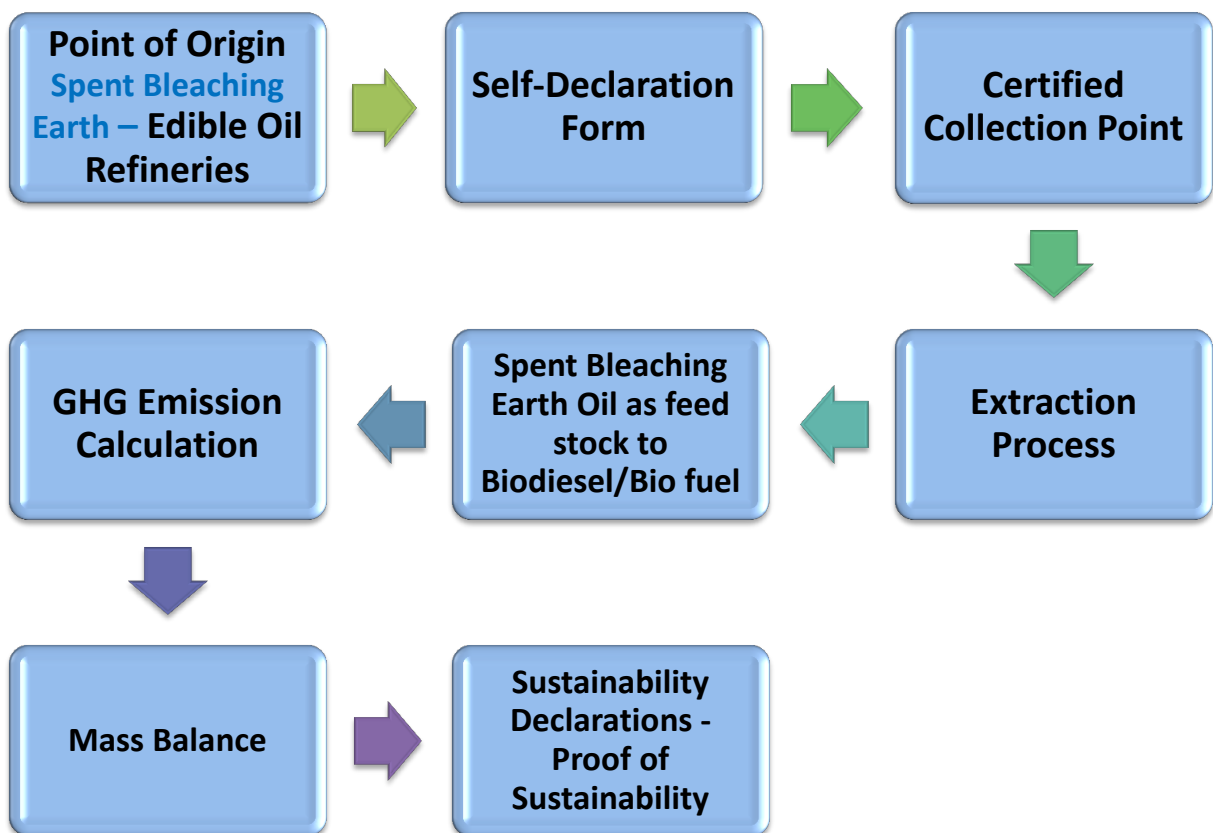 Point of Origin
Spent Bleaching
Earth – Edible Oil
Refineries
Self-Declaration
Form
Certified
Collection Point
Extraction
Process
Spent Bleaching
Earth Oil as feed
stock to
Biodiesel/Bio fuel
GHG Emission
Calculation
Mass Balance
Sustainability
Declarations -
Proof of
Sustainability